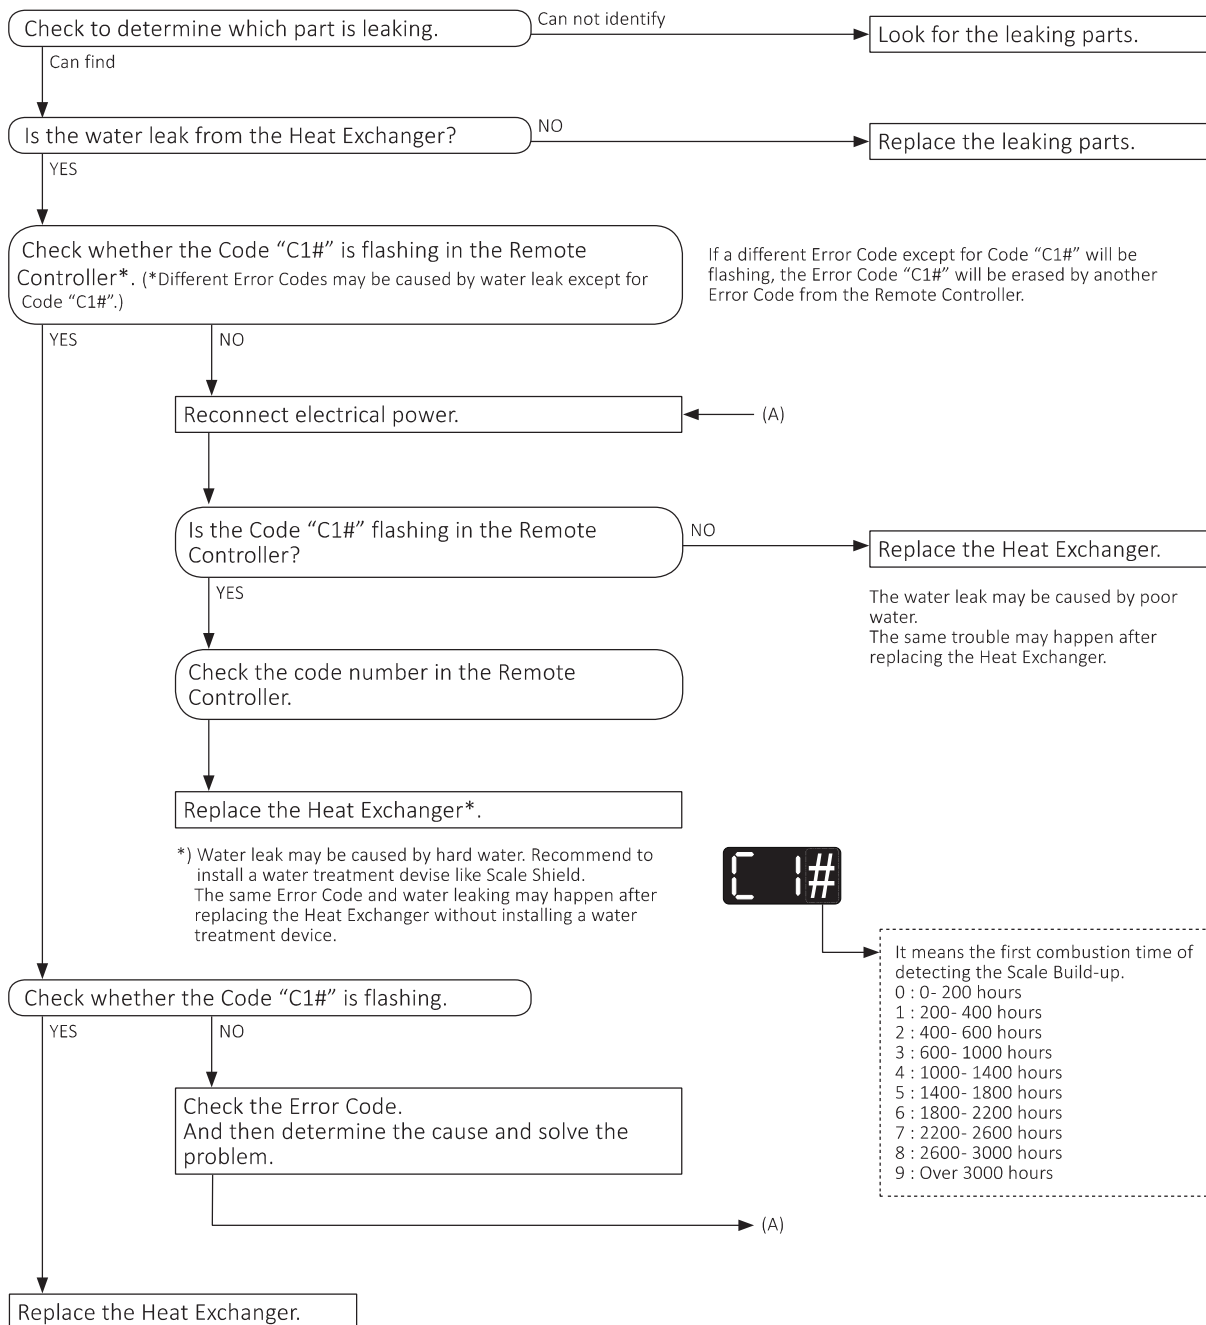 Check to determine which part is leaking.
Can not identify
Look for the leaking parts.
Can find
Is the water leak from the Heat Exchanger?
NO
Replace the leaking parts.
YES
Check whether the Code “C1#” is flashing in the Remote
Controller*. (*Different Error Codes may be caused by water leak except for
Code “C1#”.)
If a different Error Code except for Code “C1#” will be
flashing, the Error Code “C1#” will be erased by another
Error Code from the Remote Controller.
YES
NO
Reconnect electrical power.
(A)
Is the Code “C1#” flashing in the Remote
Controller?
NO
Replace the Heat Exchanger.
The water leak may be caused by poor
water.
The same trouble may happen after
replacing the Heat Exchanger.
YES
Check the code number in the Remote
Controller.
Replace the Heat Exchanger*.
*) Water leak may be caused by hard water. Recommend to
install a water treatment devise like Scale Shield.
The same Error Code and water leaking may happen after
replacing the Heat Exchanger without installing a water
treatment device.
C1#
It means the first combustion time of
detecting the Scale Build-up.
0 : 0- 200 hours
1 : 200- 400 hours
2 : 400- 600 hours
3 : 600- 1000 hours
4 : 1000- 1400 hours
5 : 1400- 1800 hours
6 : 1800- 2200 hours
7 : 2200- 2600 hours
8 : 2600- 3000 hours
9 : Over 3000 hours
Check whether the Code “C1#” is flashing.
YES
NO
Check the Error Code.
And then determine the cause and solve the
problem.
(A)
Replace the Heat Exchanger.